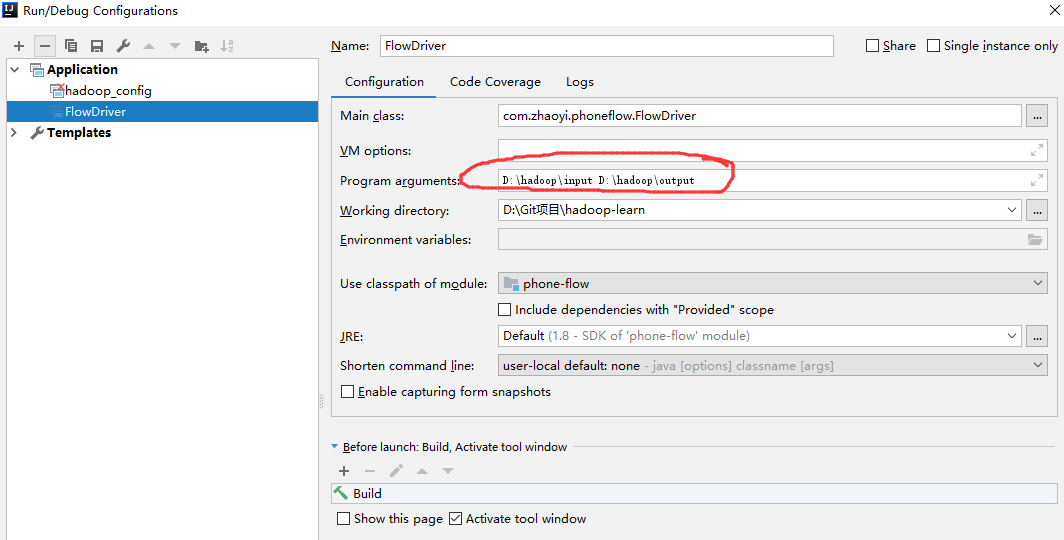 Run/Debug Configurations
Name: FlowDriver Share Single instance only
Application
hadoop_config
FlowDriver
Templates
Configuration Code Coverage Logs
Main class: com.zhaoyi.phoneflow.FlowDriver ...
VM options:
Program arguments: D:\hadoop\input D:\hadoop\output
Working directory: D:\Git项目\hadoop-learn ...
Environment variables:
Use classpath of module: phone-flow
Include dependencies with "Provided" scope
JRE: Default (1.8 - SDK of 'phone-flow' module) ...
Shorten command line: user-local default: none - java [options] classname [args]
Enable capturing form snapshots
Before launch: Build, Activate tool window
Build
Show this page Activate tool window